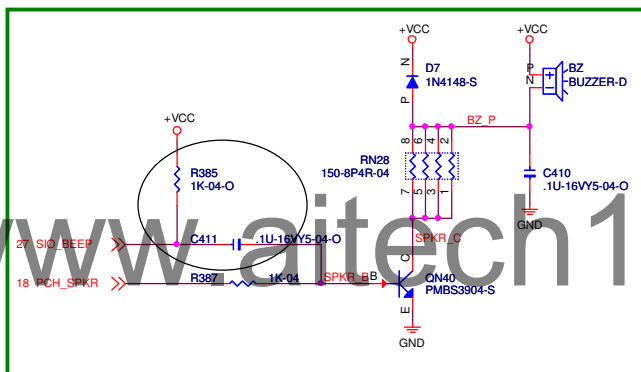 +VCC
+VCC
N
D7
1N4148-S
P
P
N
BZ
BUZZER-D
+VCC
BZ_P
8
6
4
2
RN28
150-8P4R-04
7
5
3
1
R385
1K-04-O
C410
.1U-16VY5-04-O
GND
27 SIO_BEEP
C411
.1U-16VY5-04-O
SPKR_C
C
18 PCH_SPKR
R387
1K-04
SPKR_B
B
QN40
PMBS3904-S
E
GND
www.aitech1